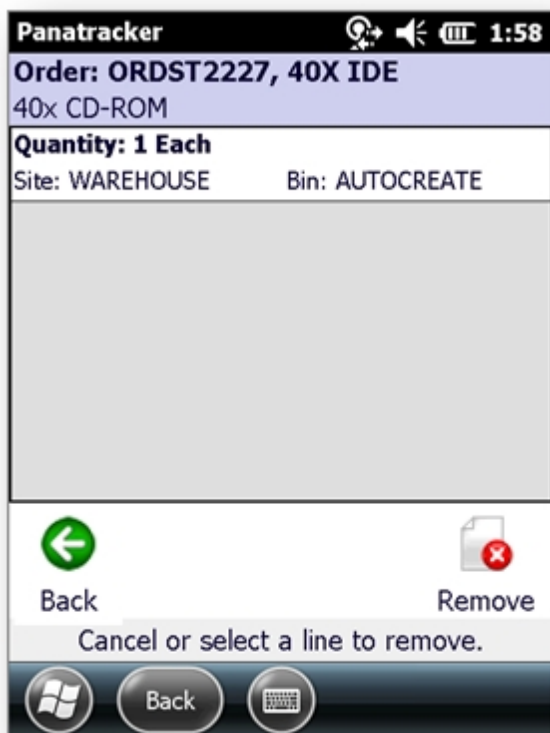 Panatracker 1:58
Order: ORDST2227, 40X IDE
40x CD-ROM
Quantity: 1 Each
Site: WAREHOUSE Bin: AUTOCREATE
Back Remove
Cancel or select a line to remove.
Back